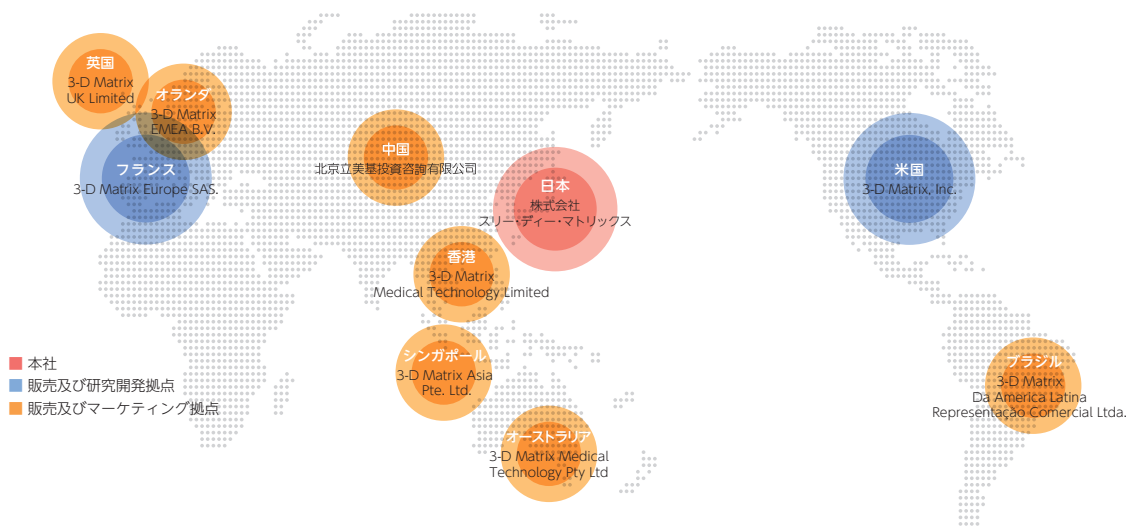 英国
3-D Matrix
UK Limited
オランダ
3-D Matrix
EMEA B.V.
フランス
3-D Matrix Europe SAS.
中国
北京立美基投資咨詢有限公司
日本
株式会社
スリー・ディー・マトリックス
米国
3-D Matrix, Inc.
香港
3-D Matrix
Medical Technology Limited
シンガポール
3-D Matrix Asia
Pte. Ltd.
オーストラリア
3-D Matrix Medical
Technology Pty Ltd
ブラジル
3-D Matrix
Da America Latina
Representação Comercial Ltda.
本社
販売及び研究開発拠点
販売及びマーケティング拠点